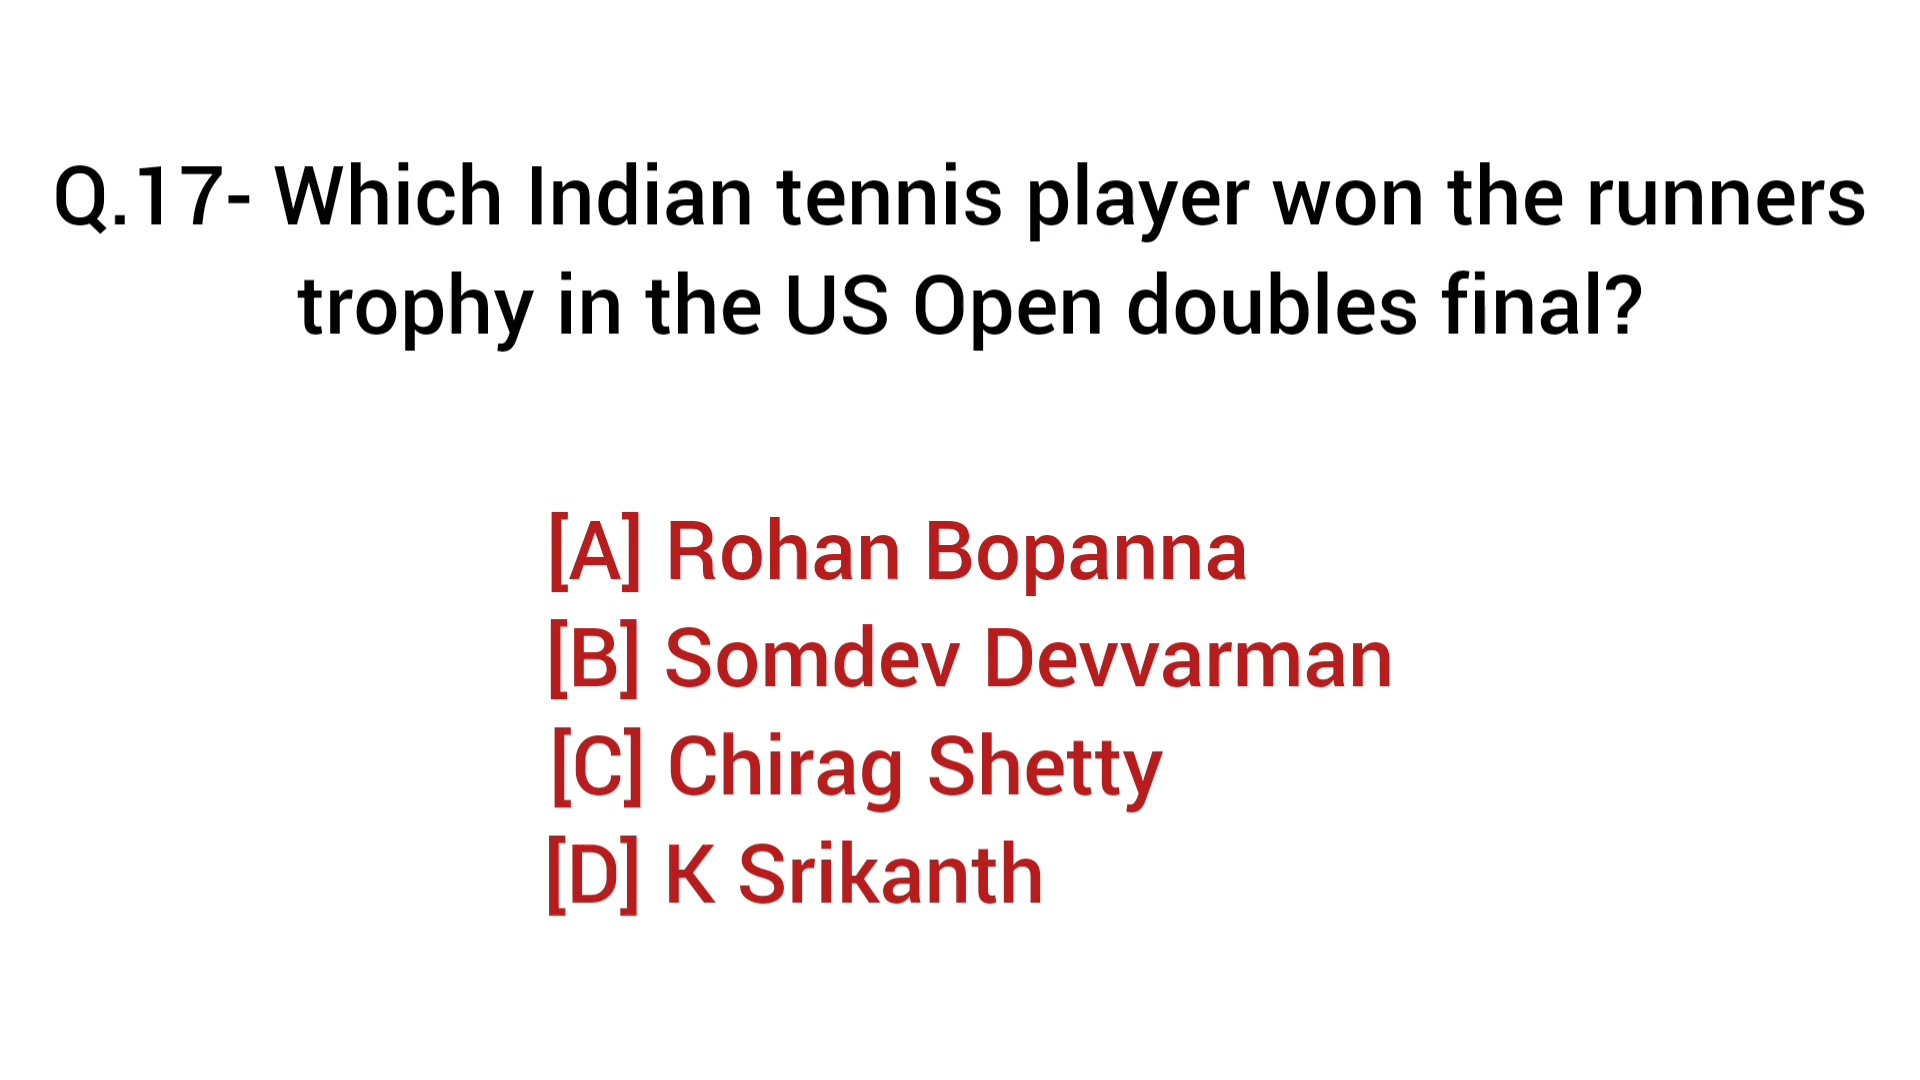 Q.17- Which Indian tennis player won the runners
trophy in the US Open doubles final?
[A] Rohan Bopanna
[B] Somdev Devvarman
[C] Chirag Shetty
[D] K Srikanth